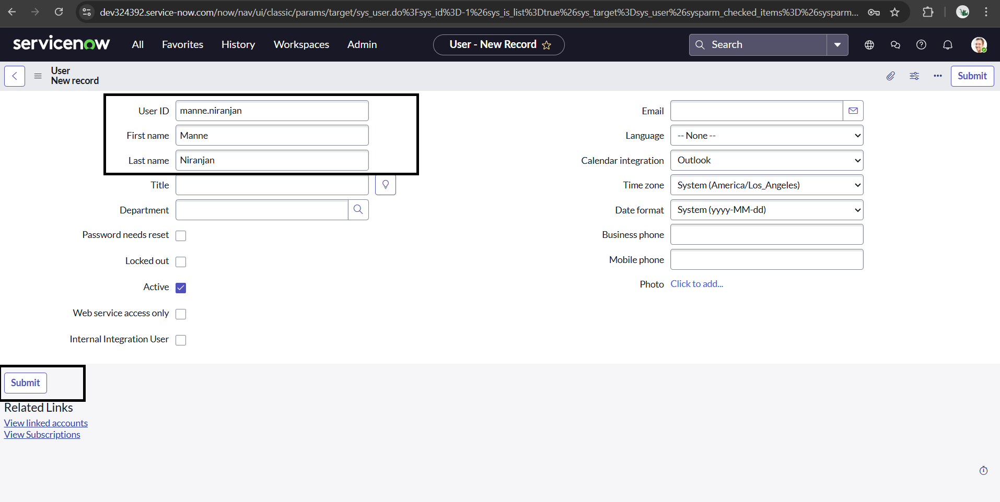 dev324392.service-now.com/now/nav/ui/classic/params/target/sys_user.do%3Fsys_id%3D-1%26sys_is_list%3Dtrue%26sys_target%3Dsys_user%26sysparm_checked_items%3D%26sysparm...
servicenow All Favorites History Workspaces Admin User - New Record Search
User
New record
Submit
User ID manne.niranjan
First name Manne
Last name Niranjan
Title
Department
Password needs reset
Locked out
Active
Web service access only
Internal Integration User
Email
Language -- None --
Calendar integration Outlook
Time zone System (America/Los_Angeles)
Date format System (yyyy-MM-dd)
Business phone
Mobile phone
Photo Click to add...
Submit
Related Links
View linked accounts
View Subscriptions